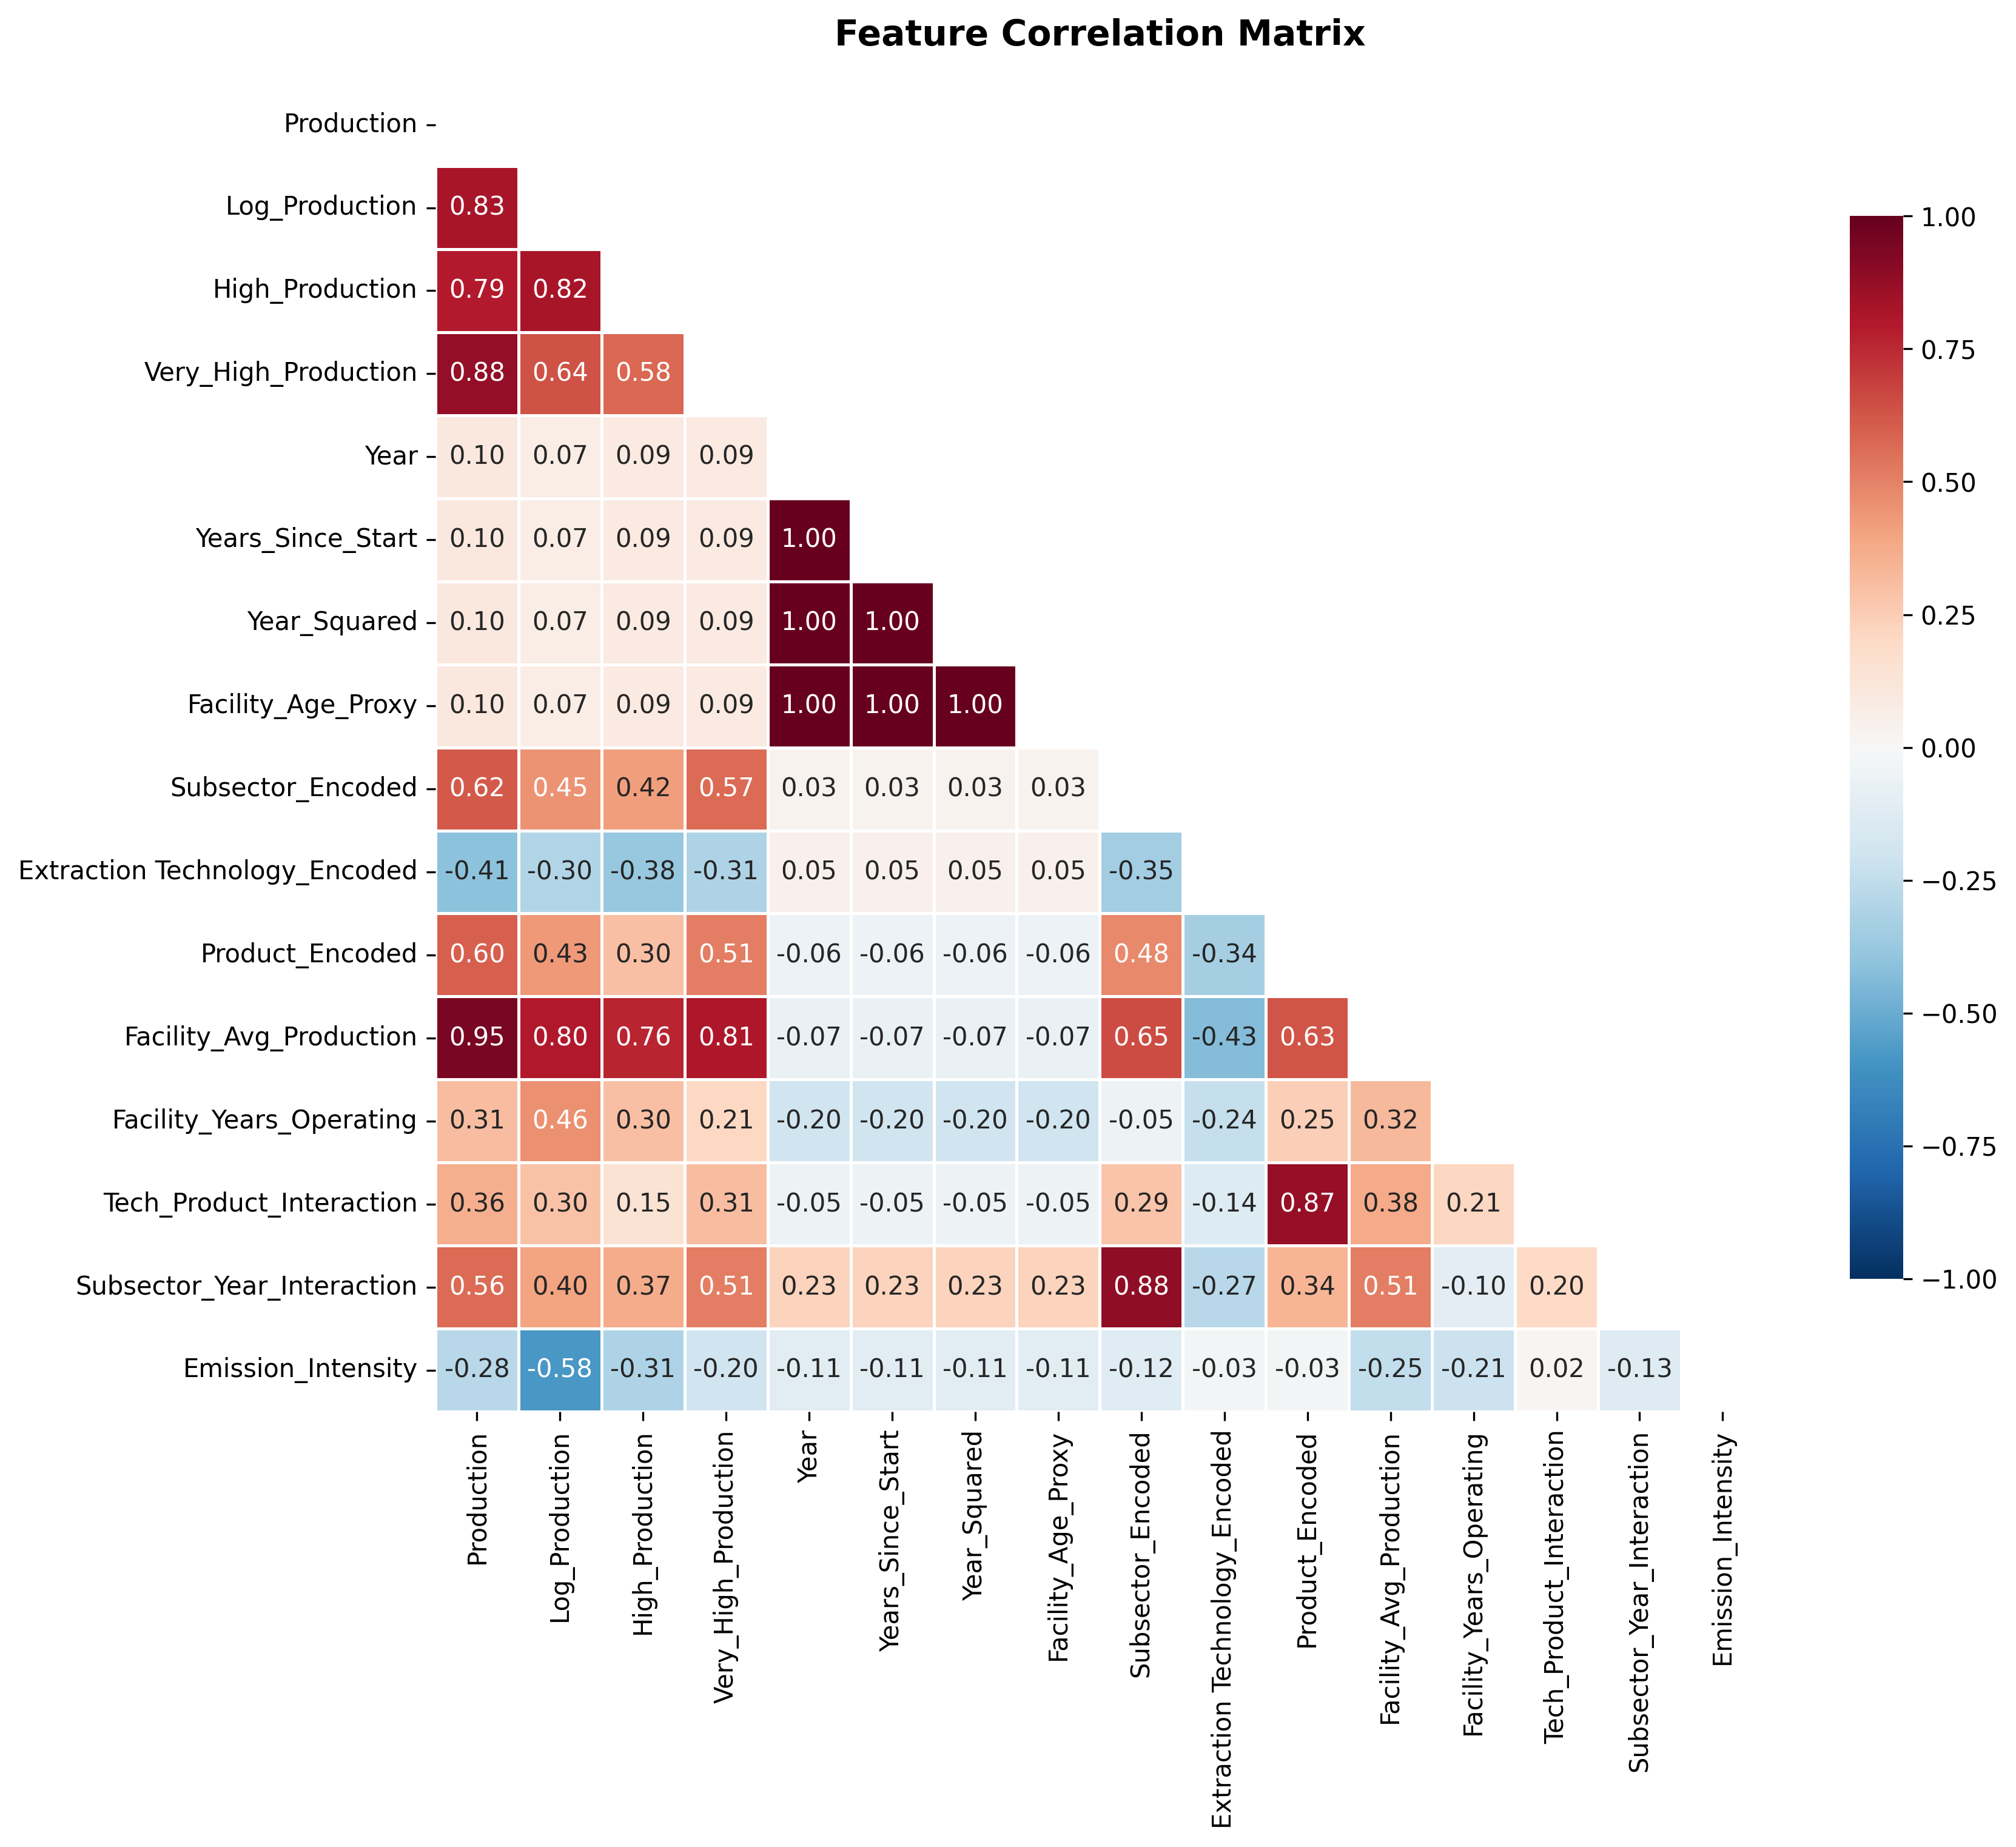 Feature Correlation Matrix
Production
Log_Production 0.83
High_Production 0.79 0.82
Very_High_Production 0.88 0.64 0.58
Year 0.10 0.07 0.09 0.09
Years_Since_Start 0.10 0.07 0.09 0.09 1.00
Year_Squared 0.10 0.07 0.09 0.09 1.00 1.00
Facility_Age_Proxy 0.10 0.07 0.09 0.09 1.00 1.00 1.00
Subsector_Encoded 0.62 0.45 0.42 0.57 0.03 0.03 0.03 0.03
Extraction Technology_Encoded -0.41 -0.30 -0.38 -0.31 0.05 0.05 0.05 0.05 -0.35
Product_Encoded 0.60 0.43 0.30 0.51 -0.06 -0.06 -0.06 -0.06 0.48 -0.34
Facility_Avg_Production 0.95 0.80 0.76 0.81 -0.07 -0.07 -0.07 -0.07 0.65 -0.43 0.63
Facility_Years_Operating 0.31 0.46 0.30 0.21 -0.20 -0.20 -0.20 -0.20 -0.05 -0.24 0.25 0.32
Tech_Product_Interaction 0.36 0.30 0.15 0.31 -0.05 -0.05 -0.05 -0.05 0.29 -0.14 0.87 0.38 0.21
Subsector_Year_Interaction 0.56 0.40 0.37 0.51 0.23 0.23 0.23 0.23 0.88 -0.27 0.34 0.51 -0.10 0.20
Emission_Intensity -0.28 -0.58 -0.31 -0.20 -0.11 -0.11 -0.11 -0.11 -0.12 -0.03 -0.03 -0.25 -0.21 0.02 -0.13
Production
Log_Production
High_Production
Very_High_Production
Year
Years_Since_Start
Year_Squared
Facility_Age_Proxy
Subsector_Encoded
Extraction Technology_Encoded
Product_Encoded
Facility_Avg_Production
Facility_Years_Operating
Tech_Product_Interaction
Subsector_Year_Interaction
Emission_Intensity
1.00
0.75
0.50
0.25
0.00
−0.25
−0.50
−0.75
−1.00